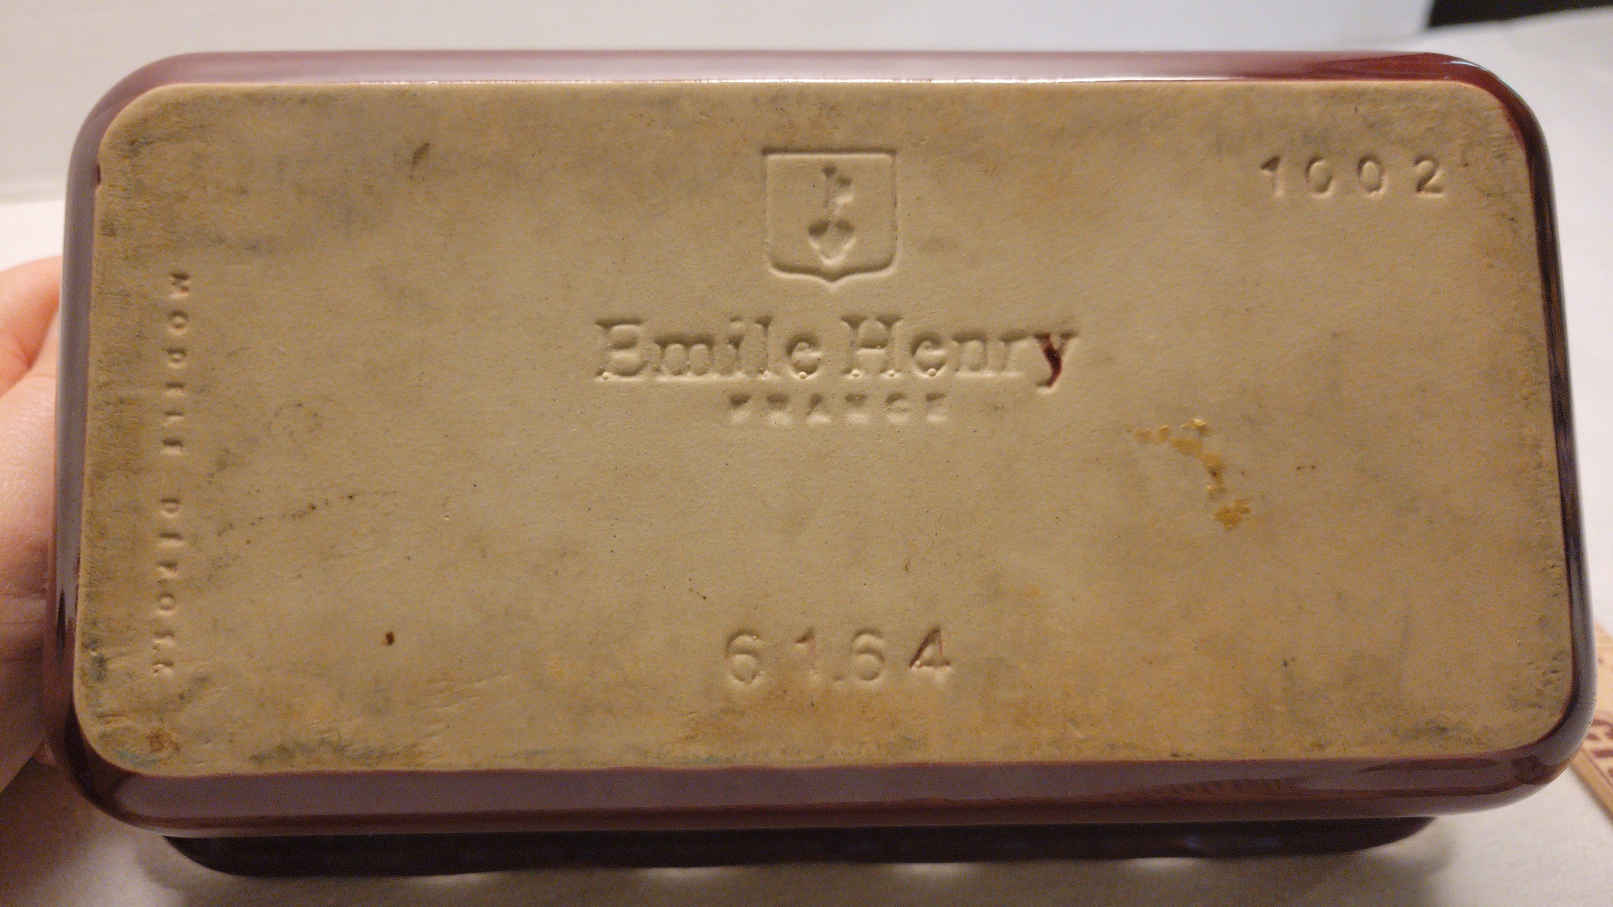 1002
Emile Henry
FRANCE
MODELE DEPOSE
6164